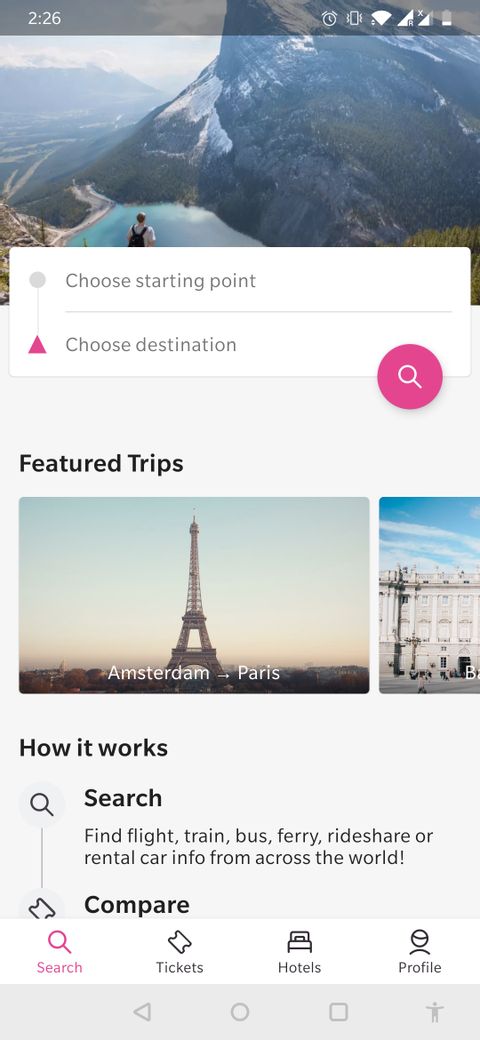 2:26
Choose starting point
Choose destination
Featured Trips
Amsterdam → Paris
How it works
Search
Find flight, train, bus, ferry, rideshare or
rental car info from across the world!
Compare
Search
Tickets
Hotels
Profile